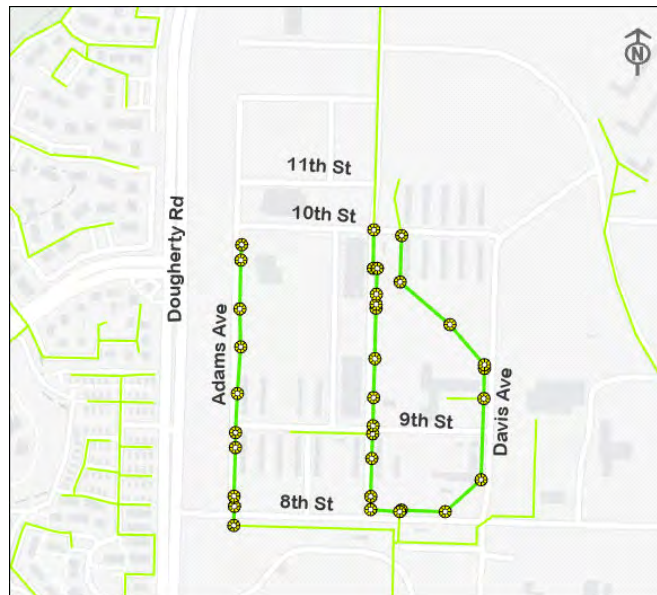 N
11th St
10th St
Dougherty Rd
Adams Ave
9th St
Davis Ave
8th St